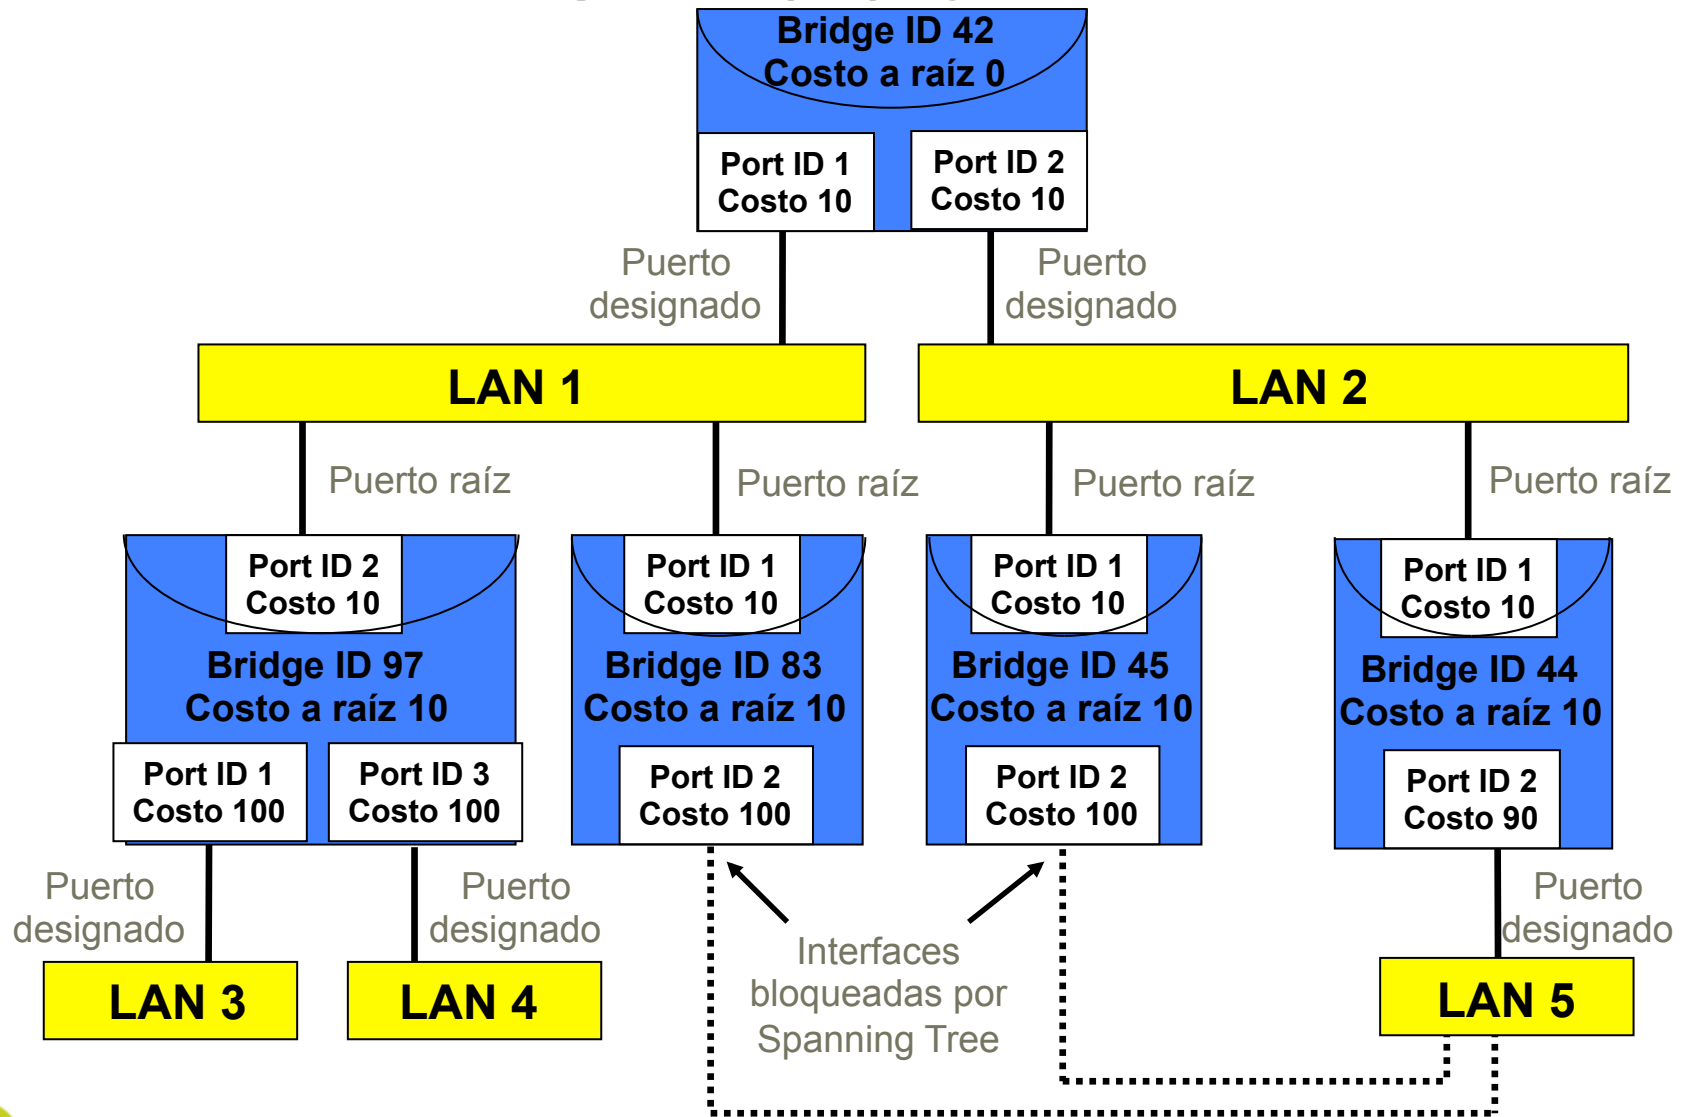 Bridge ID 42
Costo a raíz 0
Port ID 1
Costo 10
Port ID 2
Costo 10
Puerto
designado
Puerto
designado
LAN 1
LAN 2
Puerto raíz
Puerto raíz
Puerto raíz
Puerto raíz
Port ID 2
Costo 10
Bridge ID 97
Costo a raíz 10
Port ID 1
Costo 100
Port ID 3
Costo 100
Port ID 1
Costo 10
Bridge ID 83
Costo a raíz 10
Port ID 2
Costo 100
Port ID 1
Costo 10
Bridge ID 45
Costo a raíz 10
Port ID 2
Costo 100
Port ID 1
Costo 10
Bridge ID 44
Costo a raíz 10
Port ID 2
Costo 90
Puerto
designado
Puerto
designado
Interfaces
bloqueadas por
Spanning Tree
Puerto
designado
LAN 3
LAN 4
LAN 5